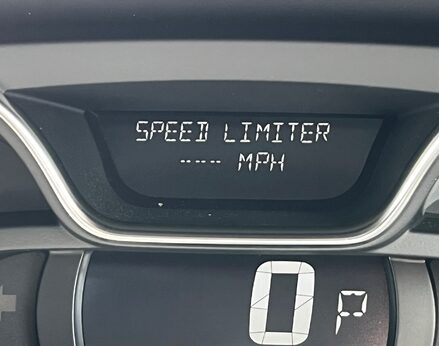 SPEED LIMITER
--- MPH
0 P